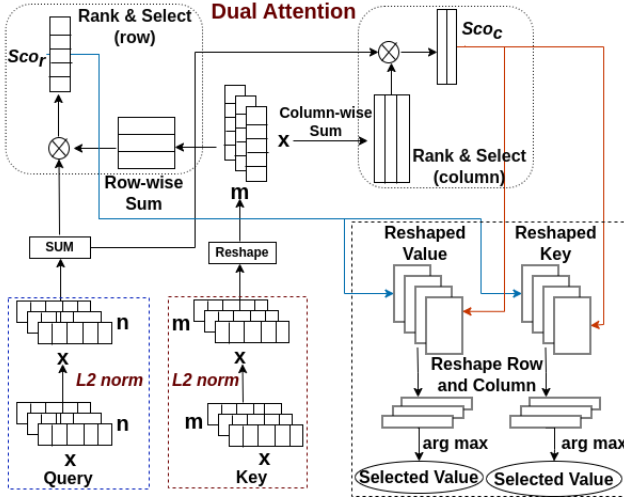 Dual Attention
Rank & Select
(row)
Sco_r
Sco_c
Column-wise
Sum
x
Rank & Select
(column)
Row-wise
Sum
m
SUM
Reshape
Reshaped
Value
Reshaped
Key
n
m
x
x
L2 norm
L2 norm
n
m
x
x
Query
Key
Reshape Row
and Column
arg max
arg max
Selected Value
Selected Value